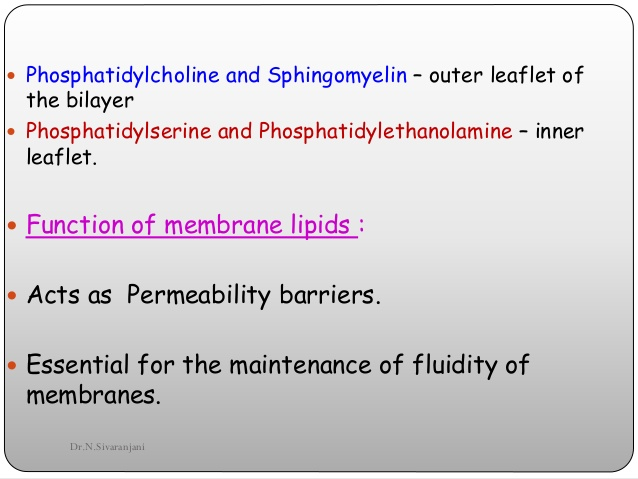 • Phosphatidylcholine and Sphingomyelin – outer leaflet of
the bilayer
• Phosphatidylserine and Phosphatidylethanolamine – inner
leaflet.
• Function of membrane lipids :
• Acts as Permeability barriers.
• Essential for the maintenance of fluidity of
membranes.
Dr.N.Sivaranjani